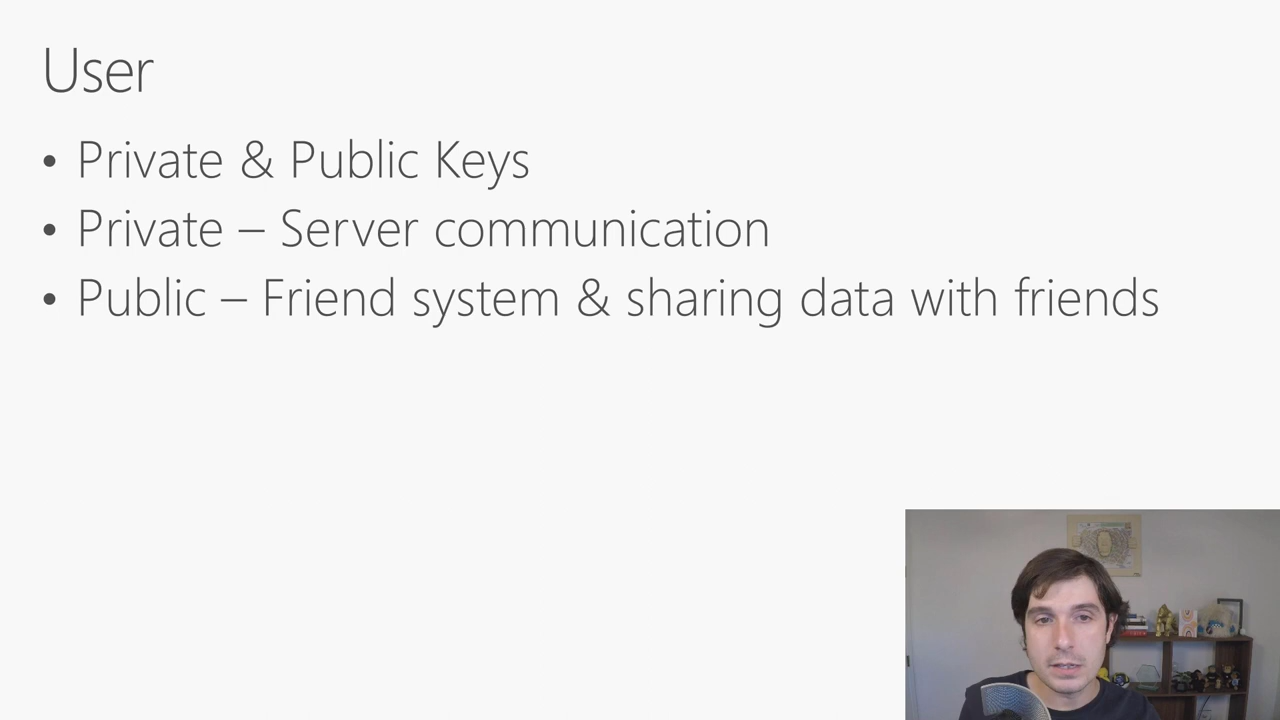 User
• Private & Public Keys
• Private – Server communication
• Public – Friend system & sharing data with friends